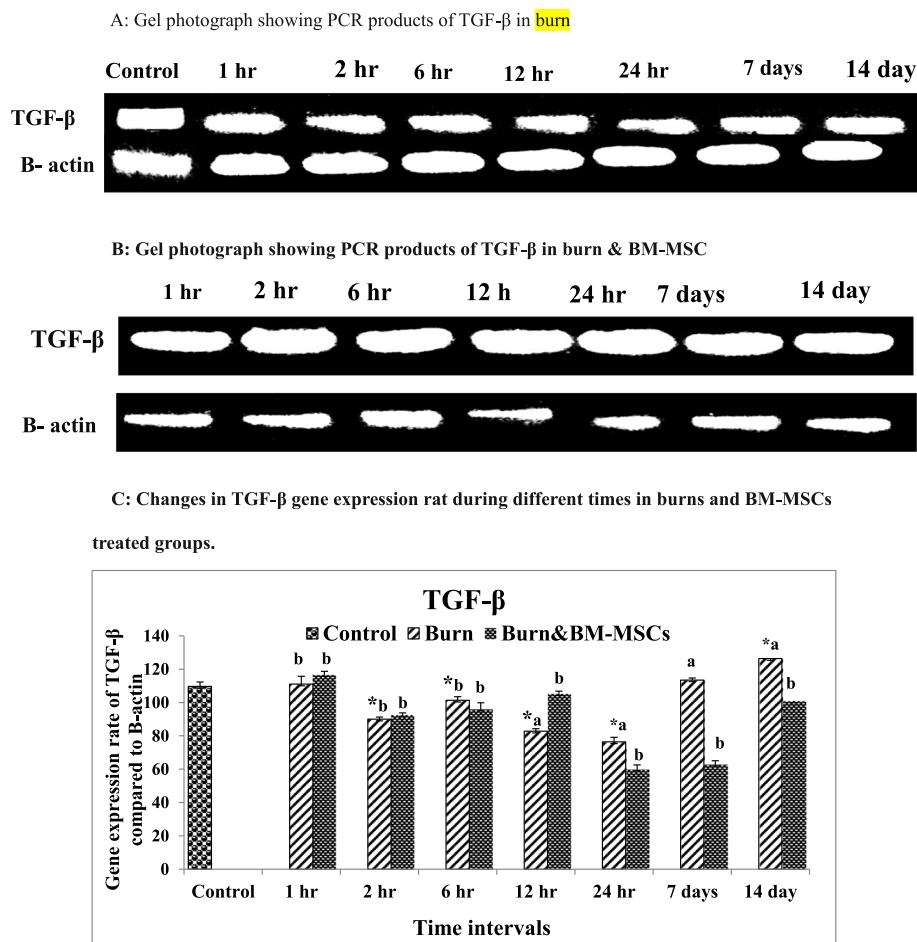 A: Gel photograph showing PCR products of TGF-β in burn
Control 1 hr 2 hr 6 hr 12 hr 24 hr 7 days 14 day
TGF-β
B- actin
B: Gel photograph showing PCR products of TGF-β in burn & BM-MSC
1 hr 2 hr 6 hr 12 h 24 hr 7 days 14 day
TGF-β
B- actin
C: Changes in TGF-β gene expression rat during different times in burns and BM-MSCs
treated groups.
TGF-β
Control Burn Burn&BM-MSCs
Gene expression rate of TGF-β
compared to B-actin
140
120
100
80
60
40
20
0
b b *b b *b b *a b *a b a b *a b
Control 1 hr 2 hr 6 hr 12 hr 24 hr 7 days 14 day
Time intervals